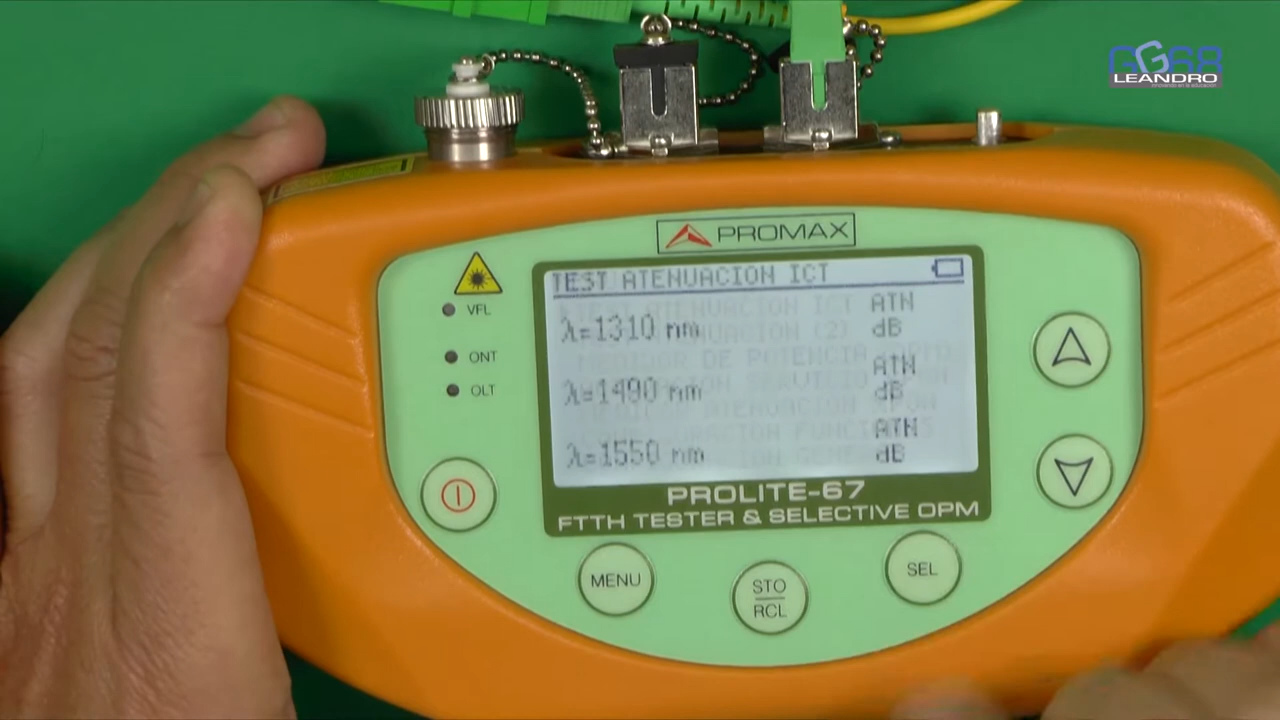 GG68
LEANDRO
PROMAX
TEST ATENUACION ICT
ATN
λ=1310 nm dB
ATN
λ=1490 nm dB
ATN
λ=1550 nm dB
VFL
ONT
OLT
PROLITE-67
FTTH TESTER & SELECTIVE OPM
MENU
STO
RCL
SEL